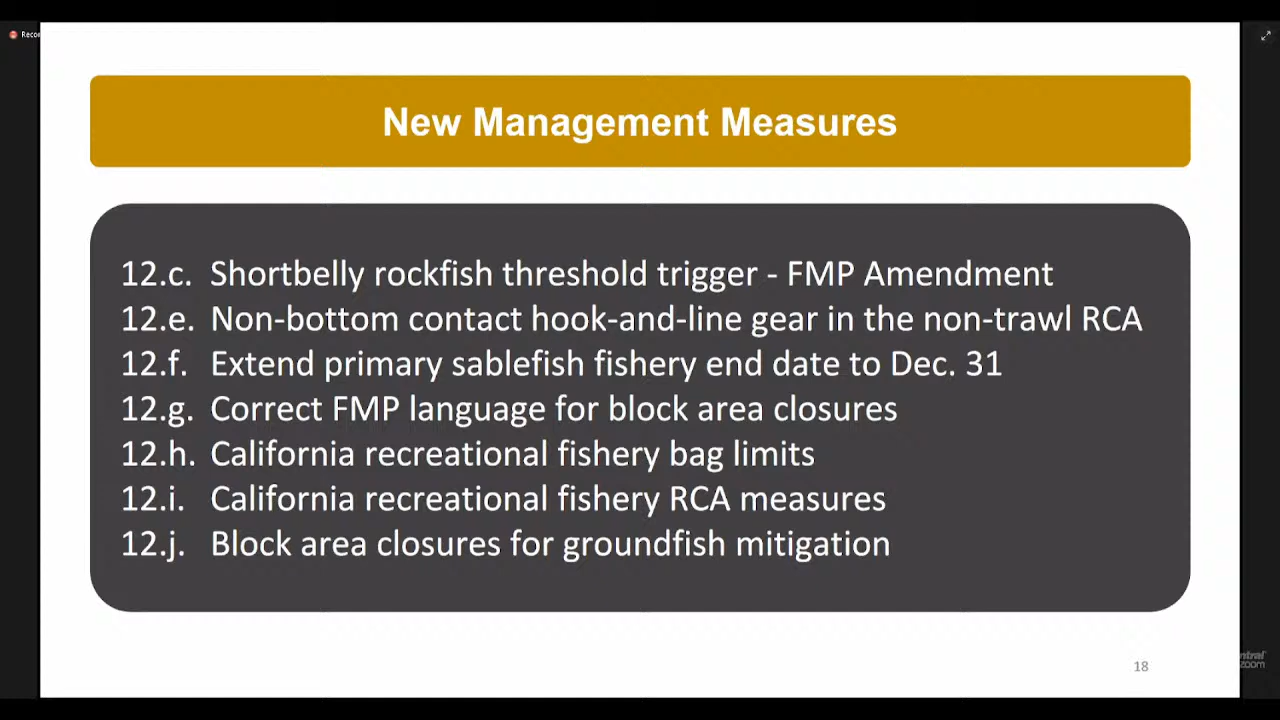 New Management Measures
12.c. Shortbelly rockfish threshold trigger - FMP Amendment
12.e. Non-bottom contact hook-and-line gear in the non-trawl RCA
12.f. Extend primary sablefish fishery end date to Dec. 31
12.g. Correct FMP language for block area closures
12.h. California recreational fishery bag limits
12.i. California recreational fishery RCA measures
12.j. Block area closures for groundfish mitigation
18
zoom